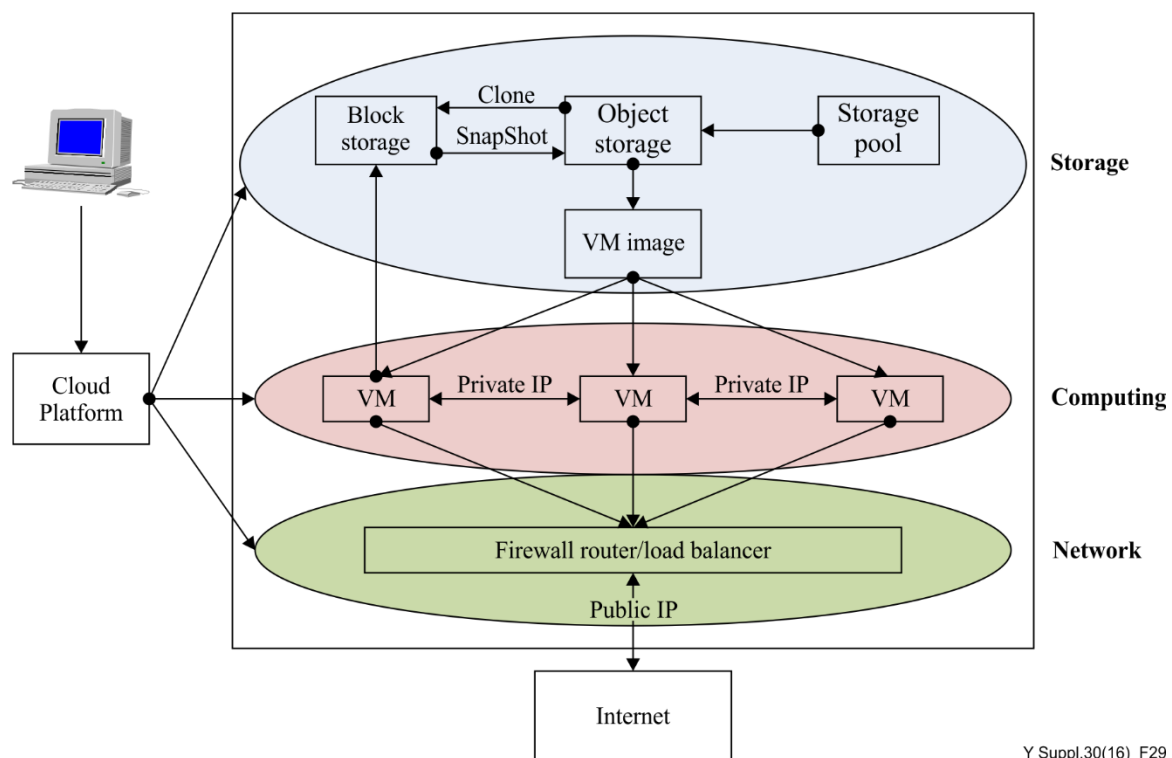 Clone
Block
storage
SnapShot
Object
storage
Storage
pool
Storage
VM image
Cloud
Platform
VM
Private IP
VM
Private IP
VM
Computing
Firewall router/load balancer
Network
Public IP
Internet
Y Suppl.30(16)_F29